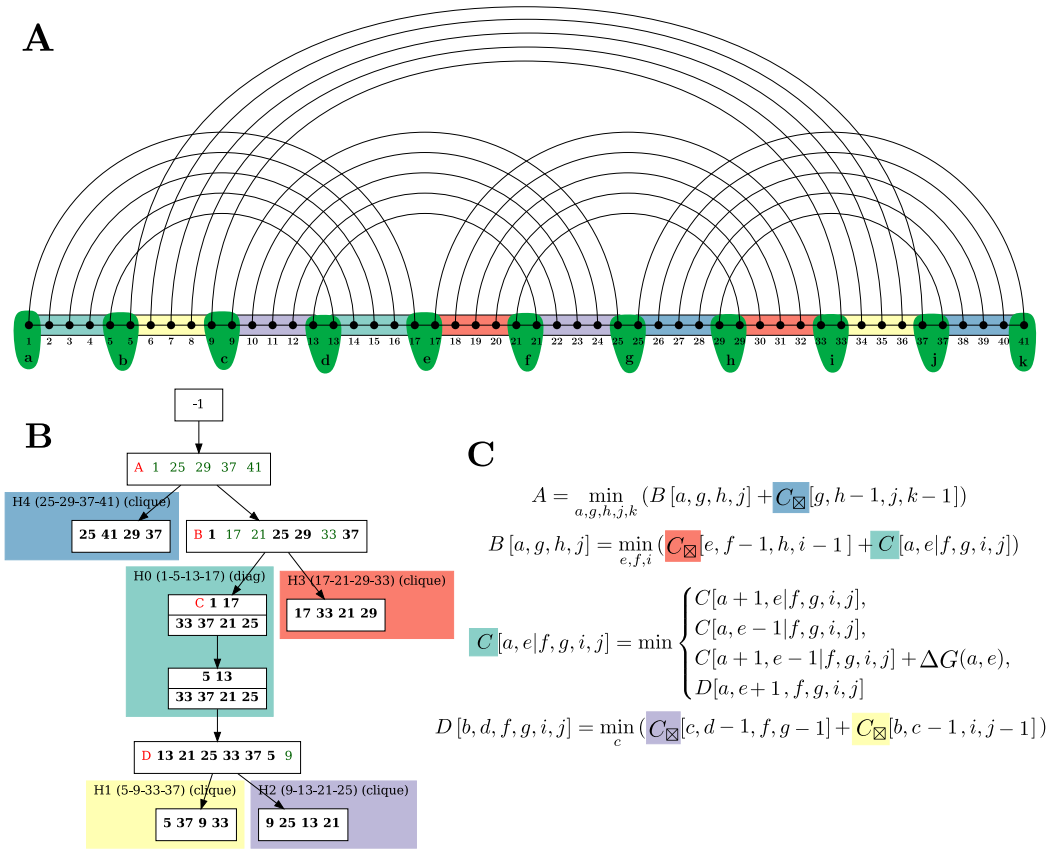 A
1 2 3 4 5 5 6 7 8 9 9 10 11 12 13 13 14 15 16 17 17 18 19 20 21 21 22 23 24 25 25 26 27 28 29 29 30 31 32 33 33 34 35 36 37 37 38 39 40 41
a b c d e f g h i j k
B
-1
A 1 25 29 37 41
H4 (25-29-37-41) (clique)
25 41 29 37
B 1 17 21 25 29 33 37
H0 (1-5-13-17) (diag)
C 1 17
33 37 21 25
5 13
33 37 21 25
H3 (17-21-29-33) (clique)
17 33 21 29
D 13 21 25 33 37 5 9
H1 (5-9-33-37) (clique)
5 37 9 33
H2 (9-13-21-25) (clique)
9 25 13 21
C
A = min_{a,g,h,j,k} (B [a, g, h, j] + C_⊠[g, h−1, j, k−1])
B [a, g, h, j] = min_{e,f,i} ( C_⊠[e, f−1, h, i−1 ] + C [a, e|f, g, i, j])
C [a, e|f, g, i, j] = min { C[a + 1, e|f, g, i, j],
C[a, e − 1|f, g, i, j],
C[a + 1, e − 1|f, g, i, j] + ΔG(a, e),
D[a, e+1, f, g, i, j]
D [b, d, f, g, i, j] = min_c ( C_⊠[c, d−1, f, g−1] + C_⊠[b, c−1, i, j−1] )